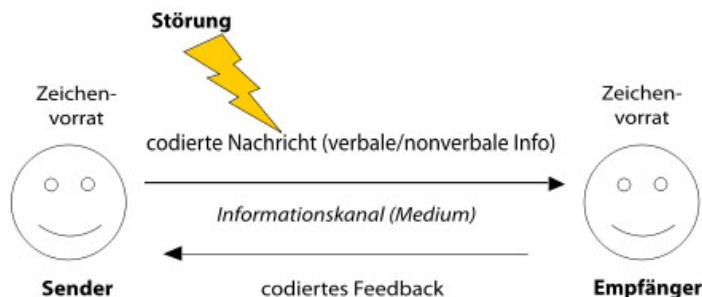 Störung
Zeichen-
vorrat
Zeichen-
vorrat
codierte Nachricht (verbale/nonverbale Info)
Informationskanal (Medium)
Sender
codiertes Feedback
Empfänger